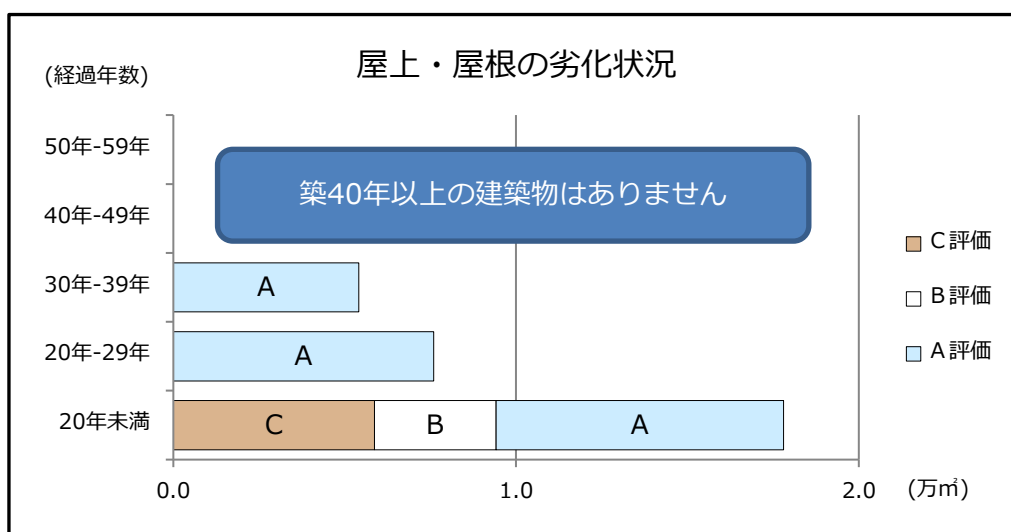 屋上・屋根の劣化状況
(経過年数)
50年-59年
築40年以上の建築物はありません
40年-49年
C評価
30年-39年
A
B評価
20年-29年
A
A評価
20年未満
C
B
A
0.0
1.0
2.0
(万㎡)